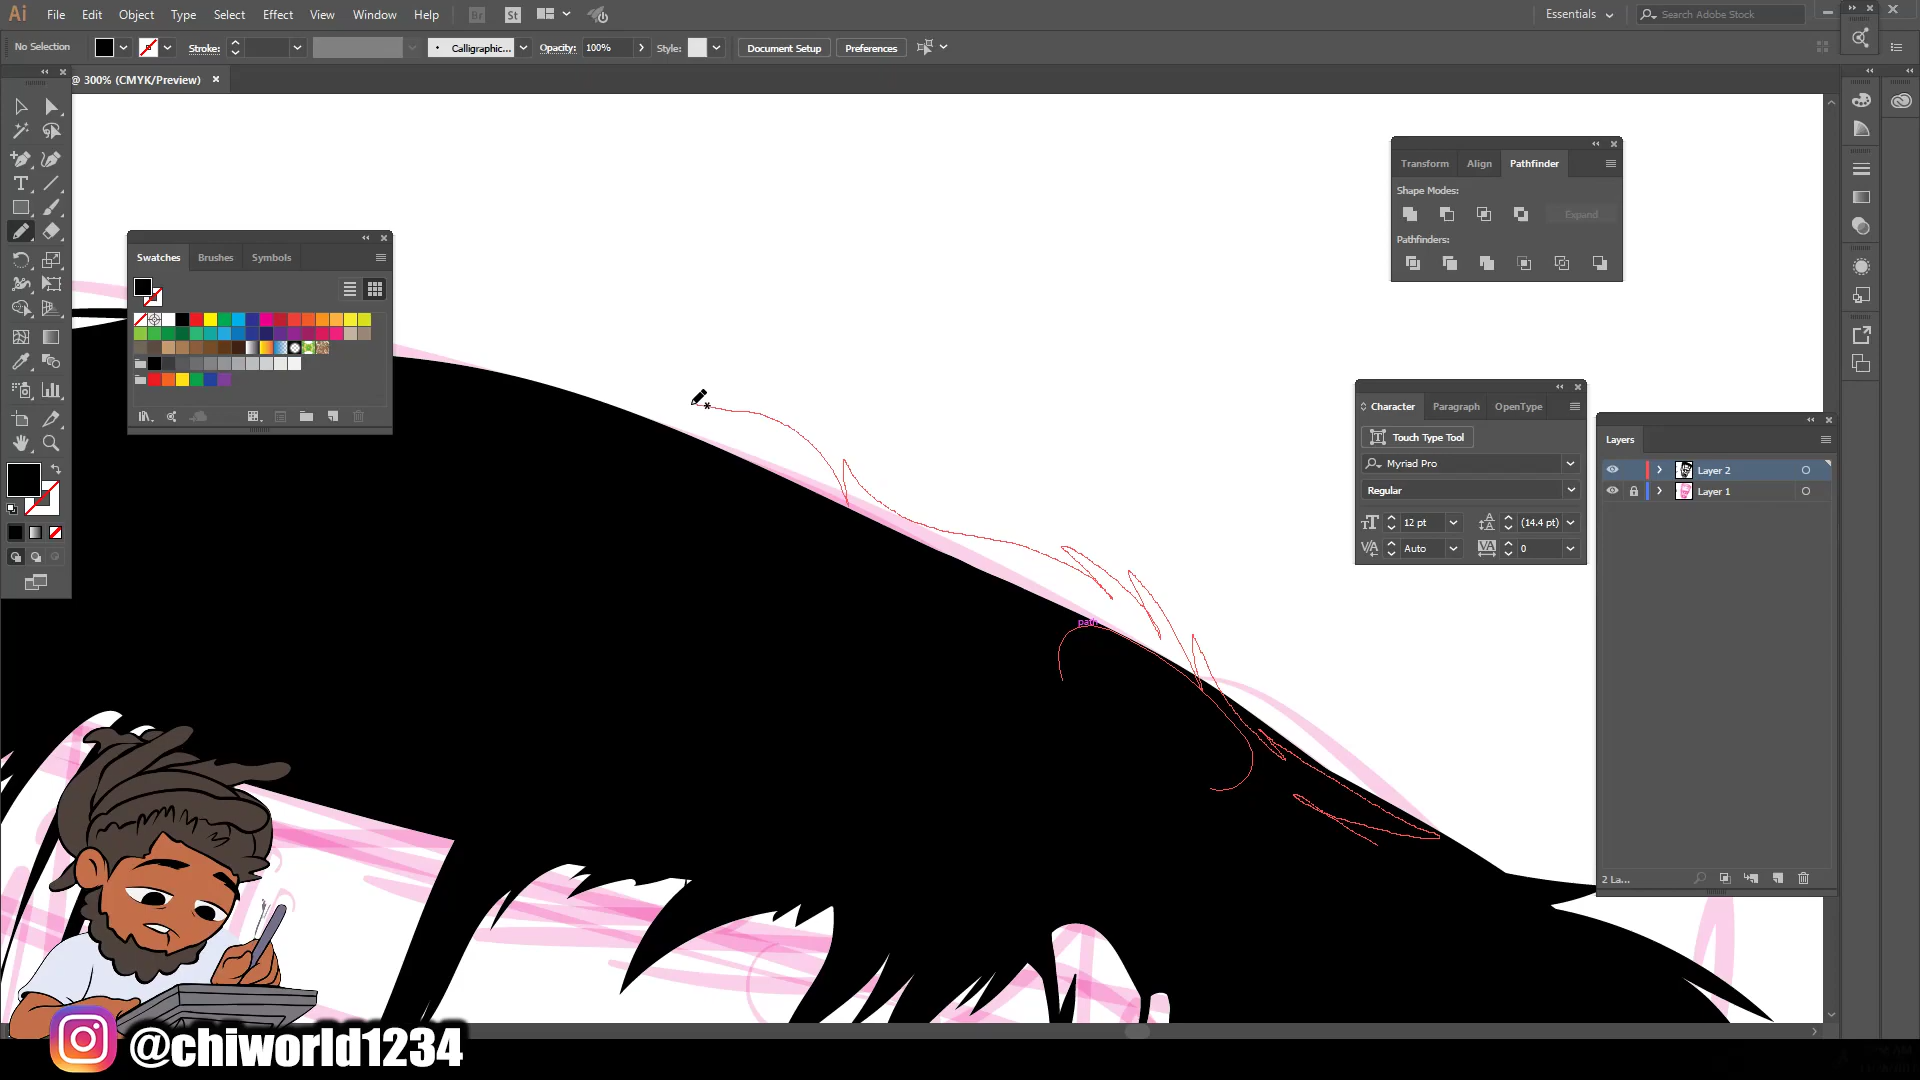 Ai File Edit Object Type Select Effect View Window Help Br St Essentials Search Adobe Stock
No Selection Stroke: Calligraphic... Opacity: 100% Style: Document Setup Preferences
@ 300% (CMYK/Preview)
Transform Align Pathfinder
Shape Modes:
Expand
Pathfinders:
Swatches Brushes Symbols
Character Paragraph OpenType
Touch Type Tool
Myriad Pro
Regular
12 pt (14.4 pt)
Auto 0
Layers
Layer 2
Layer 1
2 La...
path
@chiworld1234